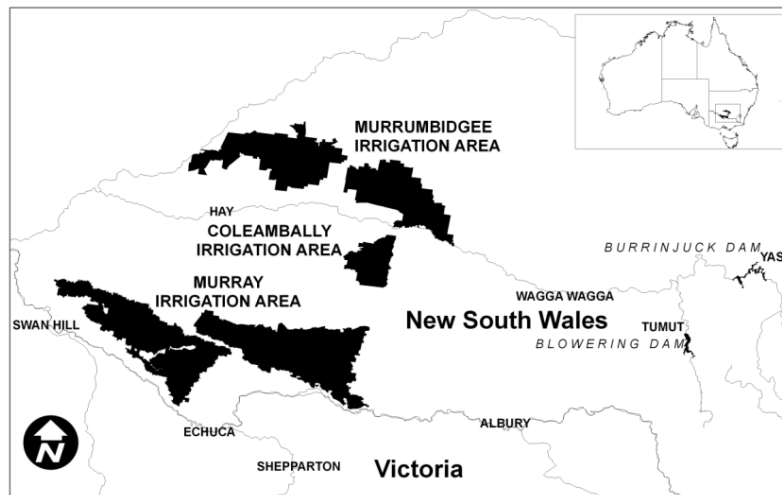 MURRUMBIDGEE
IRRIGATION AREA
HAY
COLEAMBALLY
IRRIGATION AREA
BURRINJUCK DAM
YAS
MURRAY
IRRIGATION AREA
WAGGA WAGGA
SWAN HILL
New South Wales
TUMUT
BLOWERING DAM
ALBURY
ECHUCA
SHEPPARTON
Victoria
N